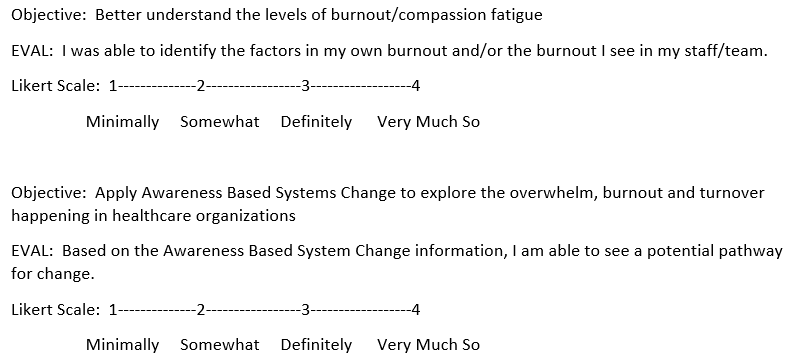 Objective:  Better understand the levels of burnout/compassion fatigue
EVAL:  I was able to identify the factors in my own burnout and/or the burnout I see in my staff/team.
Likert Scale:  1--------------2-----------------3------------------4
Minimally    Somewhat    Definitely    Very Much So
Objective:  Apply Awareness Based Systems Change to explore the overwhelm, burnout and turnover
happening in healthcare organizations
EVAL:  Based on the Awareness Based System Change information, I am able to see a potential pathway
for change.
Likert Scale:  1--------------2-----------------3------------------4
Minimally    Somewhat    Definitely    Very Much So